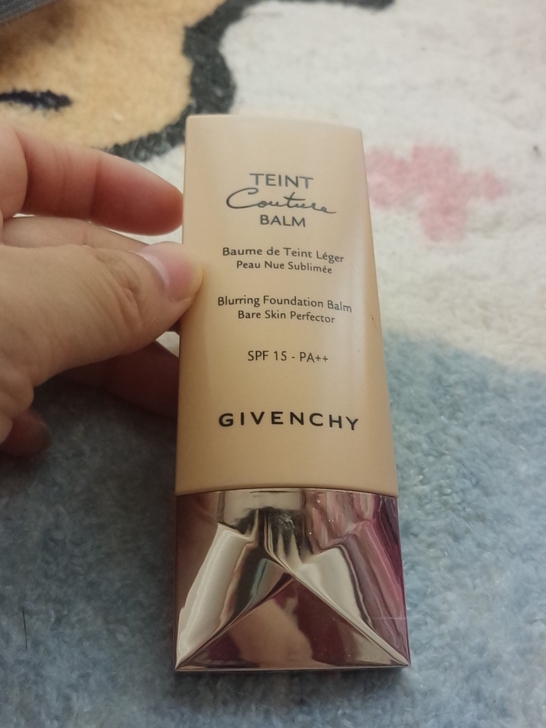 TEINT
Couture
BALM
Baume de Teint Léger
Peau Nue Sublimée
Blurring Foundation Balm
Bare Skin Perfector
SPF 15 - PA++
GIVENCHY